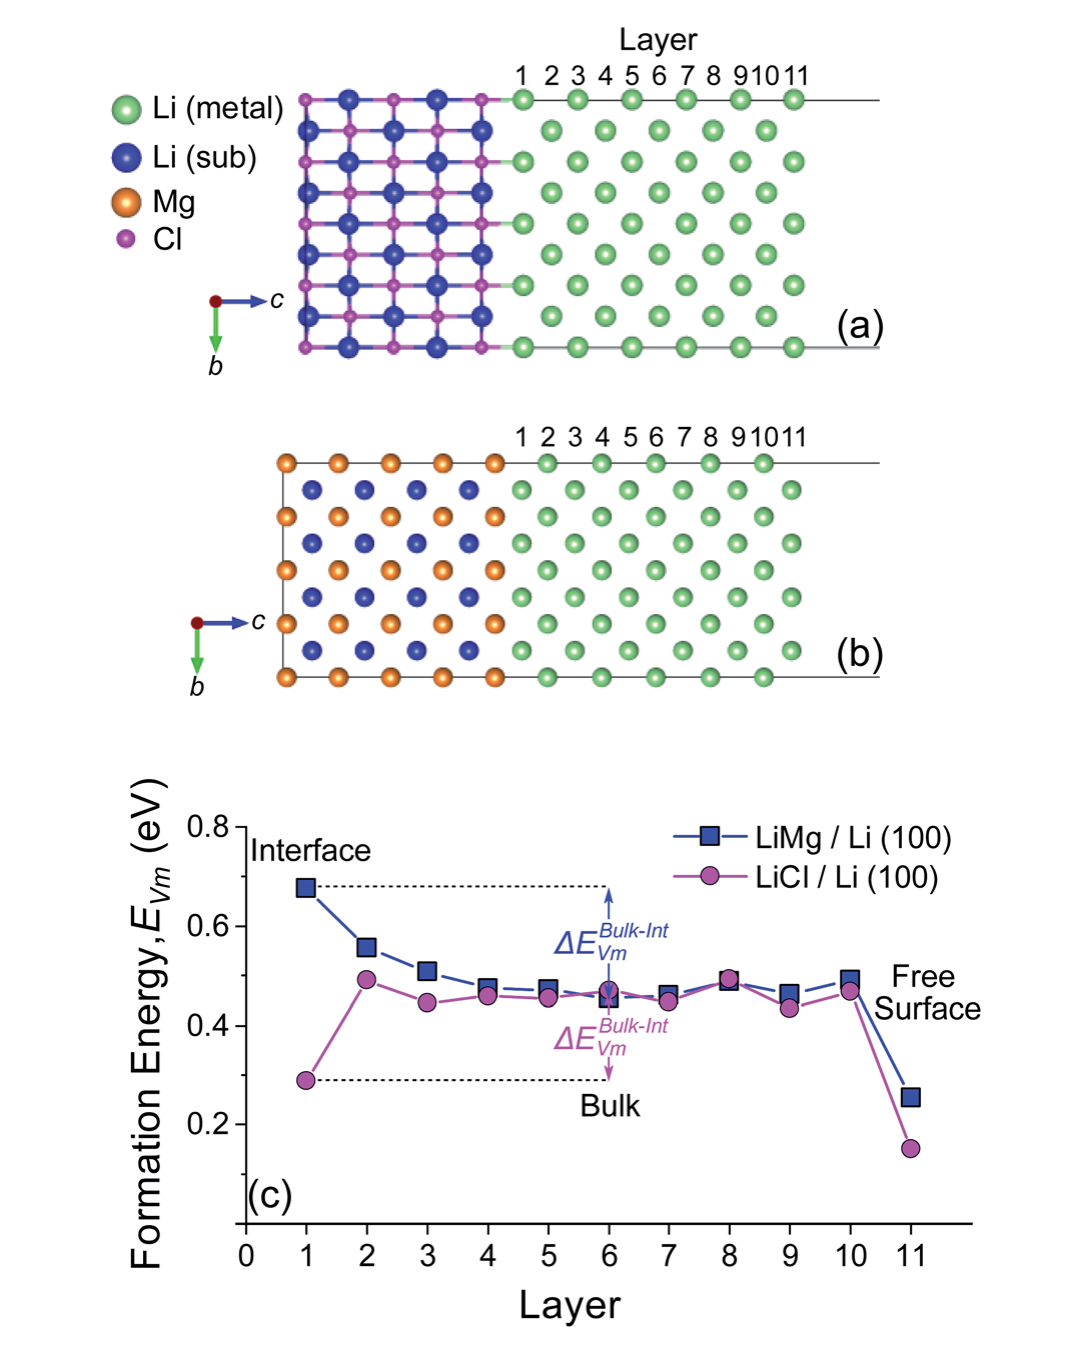 Layer
1 2 3 4 5 6 7 8 9 10 11
Li (metal)
Li (sub)
Mg
Cl
c
b
(a)
1 2 3 4 5 6 7 8 9 10 11
c
b
(b)
Formation Energy, E_Vm (eV)
0.8
0.6
0.4
0.2
Interface
LiMg / Li (100)
LiCl / Li (100)
ΔE_Vm^Bulk-Int
ΔE_Vm^Bulk-Int
Free
Surface
Bulk
(c)
0 1 2 3 4 5 6 7 8 9 10 11
Layer